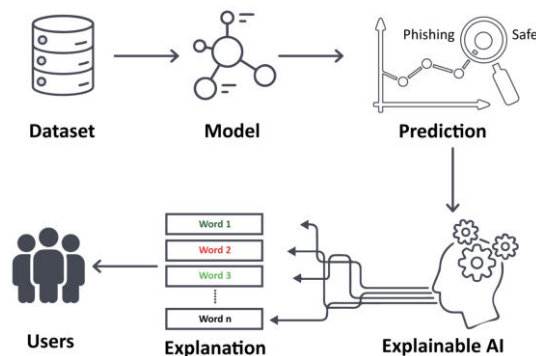 Phishing Safe
Dataset
Model
Prediction
Word 1
Word 2
Word 3
Word n
Users
Explanation
Explainable AI